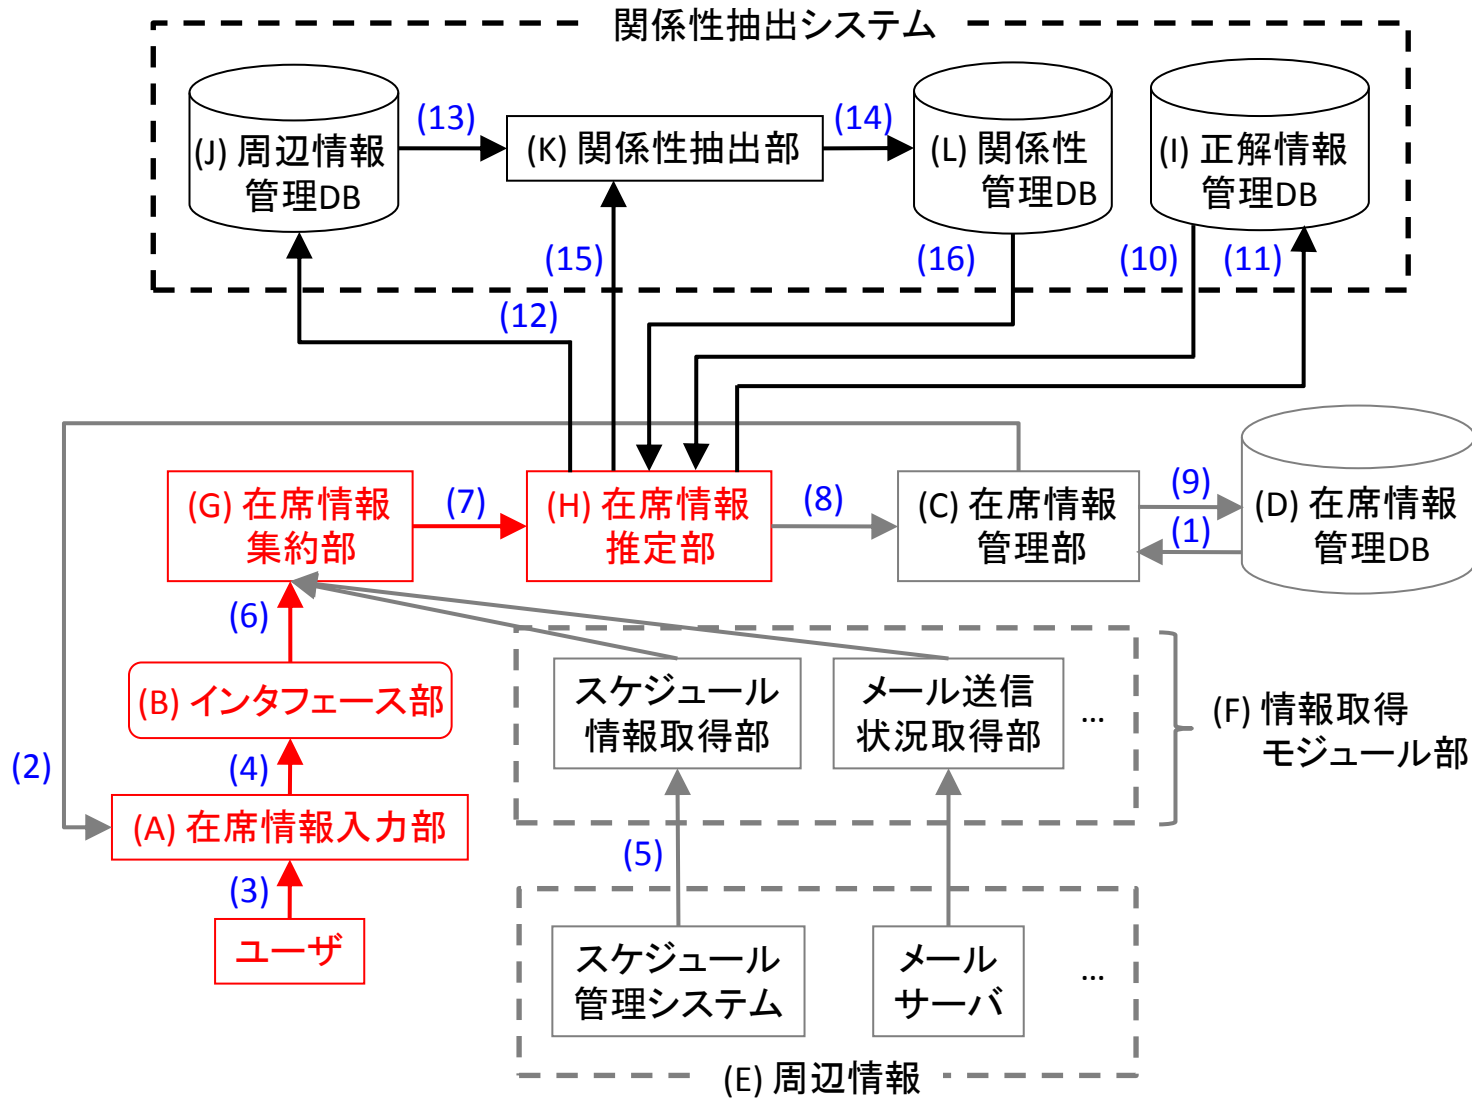 関係性抽出システム
(J) 周辺情報
管理DB
(13)
(K) 関係性抽出部
(14)
(L) 関係性
管理DB
(I) 正解情報
管理DB
(12)
(15)
(16)
(10)
(11)
(G) 在席情報
集約部
(7)
(H) 在席情報
推定部
(8)
(C) 在席情報
管理部
(9)
(1)
(D) 在席情報
管理DB
(6)
(B) インタフェース部
スケジュール
情報取得部
メール送信
状況取得部
...
(F) 情報取得
モジュール部
(2)
(4)
(A) 在席情報入力部
(5)
(3)
ユーザ
スケジュール
管理システム
メール
サーバ
...
(E) 周辺情報